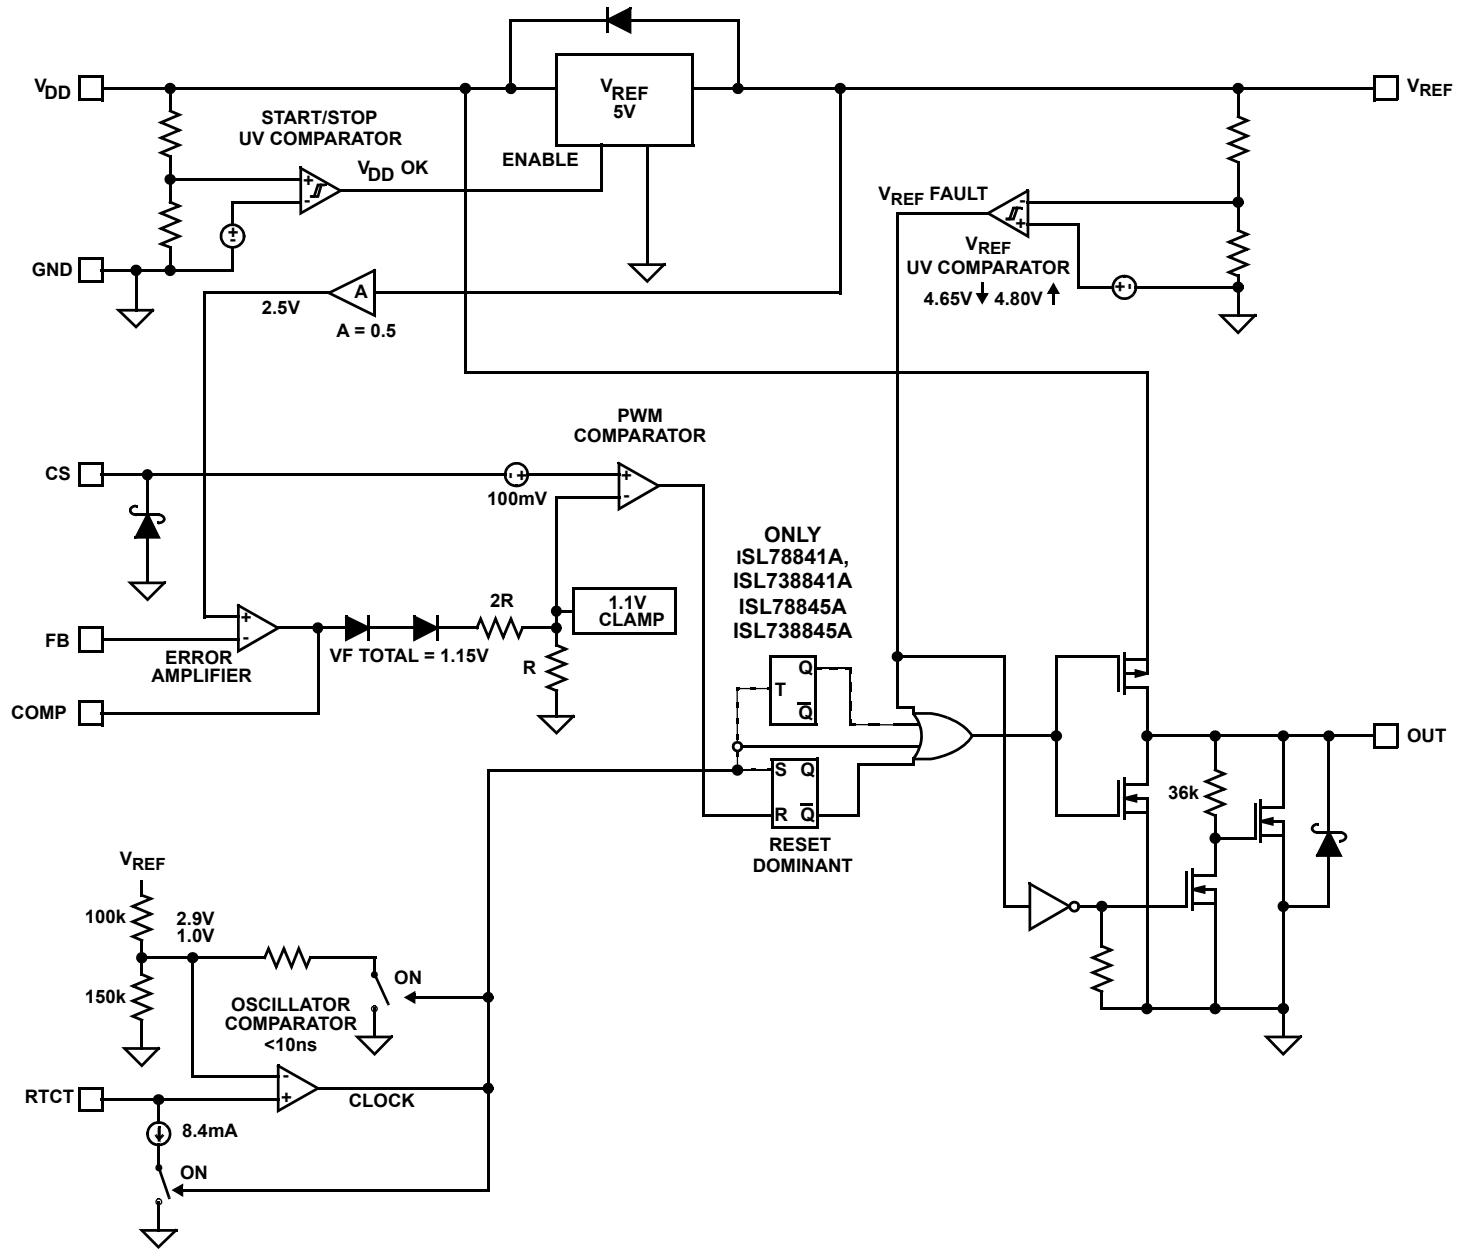 VDD
VREF
5V
VREF
START/STOP
UV COMPARATOR
VDD OK
ENABLE
+
-
+
-
VREF FAULT
-
+
VREF
UV COMPARATOR
4.65V 4.80V
+ -
GND
2.5V
A
A = 0.5
PWM
COMPARATOR
CS
- +
100mV
+
-
ONLY
ISL78841A,
ISL738841A
ISL78845A
ISL738845A
2R
1.1V
CLAMP
+
-
FB
ERROR
AMPLIFIER
VF TOTAL = 1.15V
R
COMP
Q
T
Q
OUT
S Q
R Q
RESET
DOMINANT
36k
VREF
100k
2.9V
1.0V
150k
ON
OSCILLATOR
COMPARATOR
<10ns
-
+
RTCT
CLOCK
8.4mA
ON